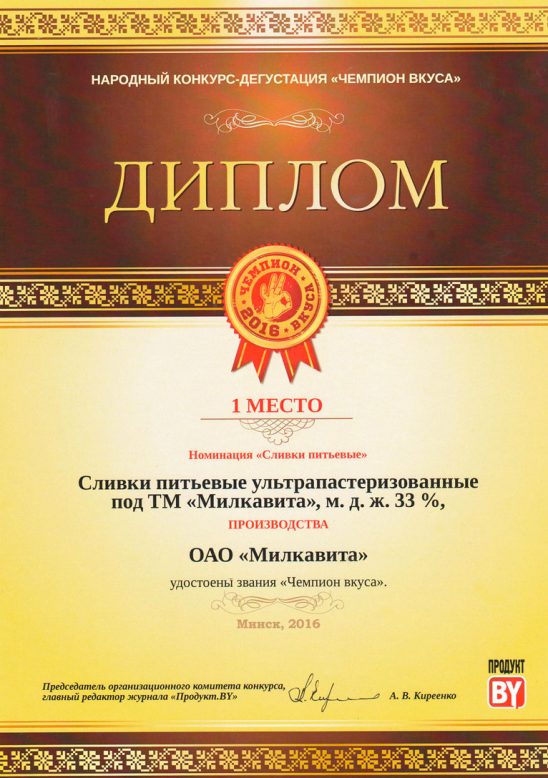 НАРОДНЫЙ КОНКУРС-ДЕГУСТАЦИЯ «ЧЕМПИОН ВКУСА»
ДИПЛОМ
ЧЕМПИОН ВКУСА
2016
1 МЕСТО
Номинация «Сливки питьевые»
Сливки питьевые ультрапастеризованные
под ТМ «Милкавита», м. д. ж. 33 %,
ПРОИЗВОДСТВА
ОАО «Милкавита»
удостоены звания «Чемпион вкуса».
Минск, 2016
ПРОДУКТ
BY
Председатель организационного комитета конкурса,
главный редактор журнала «Продукт.BY»
А. В. Киреенко